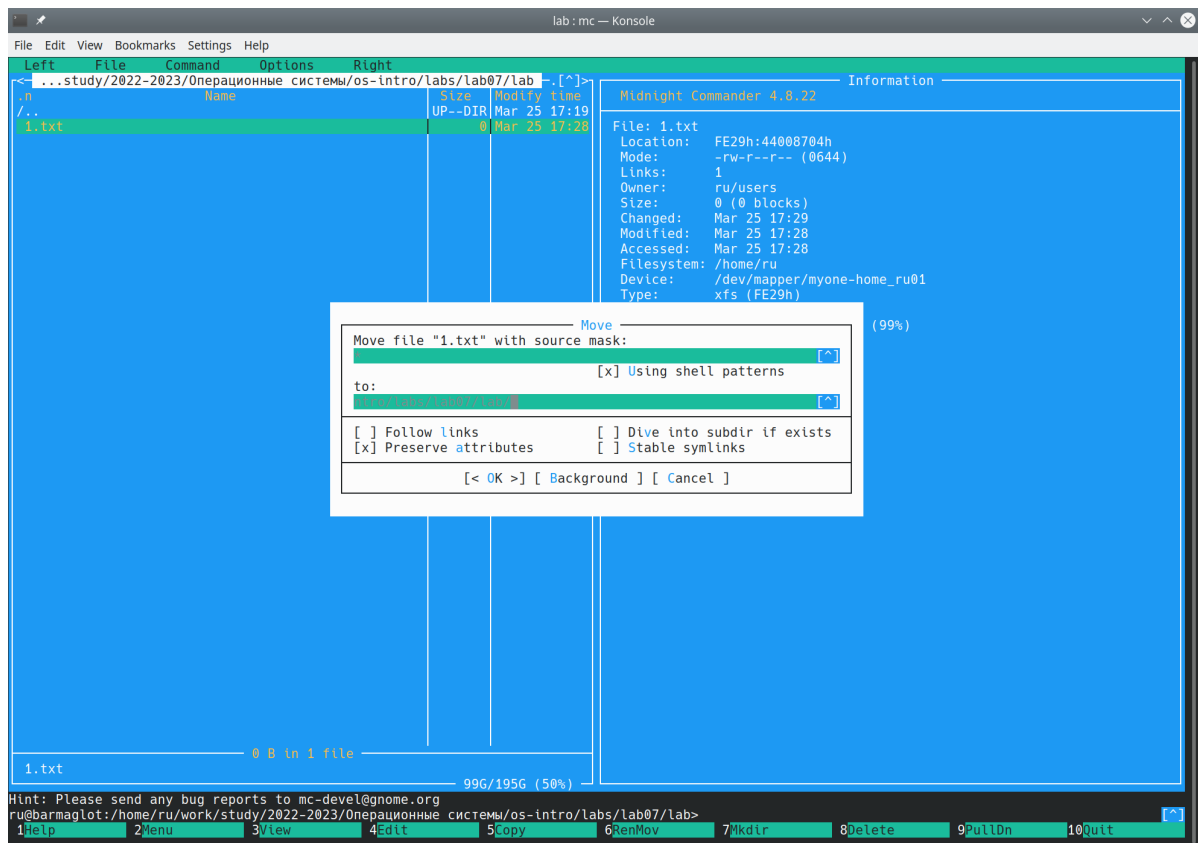 lab : mc — Konsole
File Edit View Bookmarks Settings Help
Left File Command Options Right
<─ ...study/2022-2023/Операционные системы/os-intro/labs/lab07/lab ─.[^]>
.n Name Size Modify time
/.. UP--DIR Mar 25 17:19
1.txt 0 Mar 25 17:28
0 B in 1 file
1.txt
99G/195G (50%)
Information
Midnight Commander 4.8.22
File: 1.txt
Location: FE29h:44008704h
Mode: -rw-r--r-- (0644)
Links: 1
Owner: ru/users
Size: 0 (0 blocks)
Changed: Mar 25 17:29
Modified: Mar 25 17:28
Accessed: Mar 25 17:28
Filesystem: /home/ru
Device: /dev/mapper/myone-home_ru01
Type: xfs (FE29h)
(99%)
Move
Move file "1.txt" with source mask:
[^]
[x] Using shell patterns
to:
[^]
[ ] Follow links [ ] Dive into subdir if exists
[x] Preserve attributes [ ] Stable symlinks
[< OK >] [ Background ] [ Cancel ]
Hint: Please send any bug reports to mc-devel@gnome.org
ru@barmaglot:/home/ru/work/study/2022-2023/Операционные системы/os-intro/labs/lab07/lab> [^]
1Help 2Menu 3View 4Edit 5Copy 6RenMov 7Mkdir 8Delete 9PullDn 10Quit